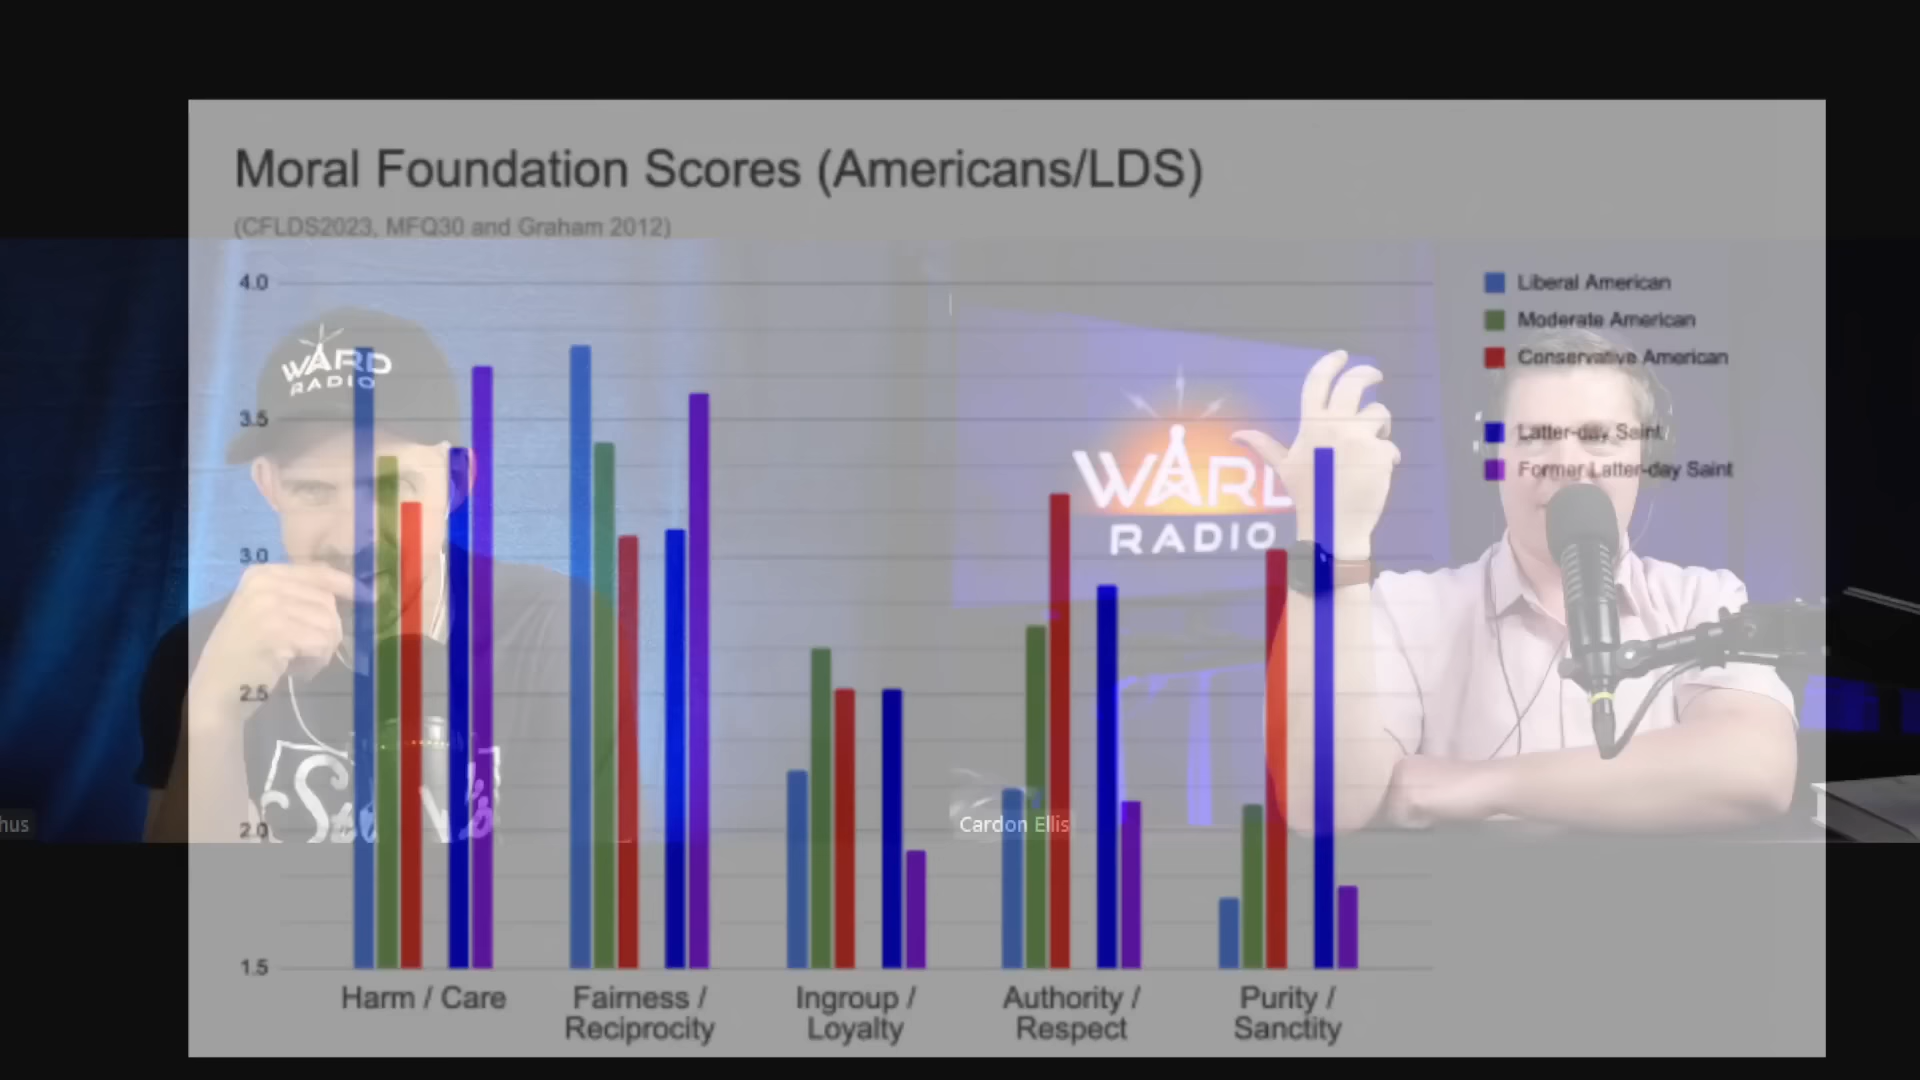 Moral Foundation Scores (Americans/LDS)
(CFLDS2023, MFQ30 and Graham 2012)
4.0
3.5
3.0
2.5
2.0
1.5
Liberal American
Moderate American
Conservative American
Latter-day Saint
Former Latter-day Saint
WARD
RADIO
WARD
RADIO
hus
Cardon Ellis
Harm / Care
Fairness /
Reciprocity
Ingroup /
Loyalty
Authority /
Respect
Purity /
Sanctity